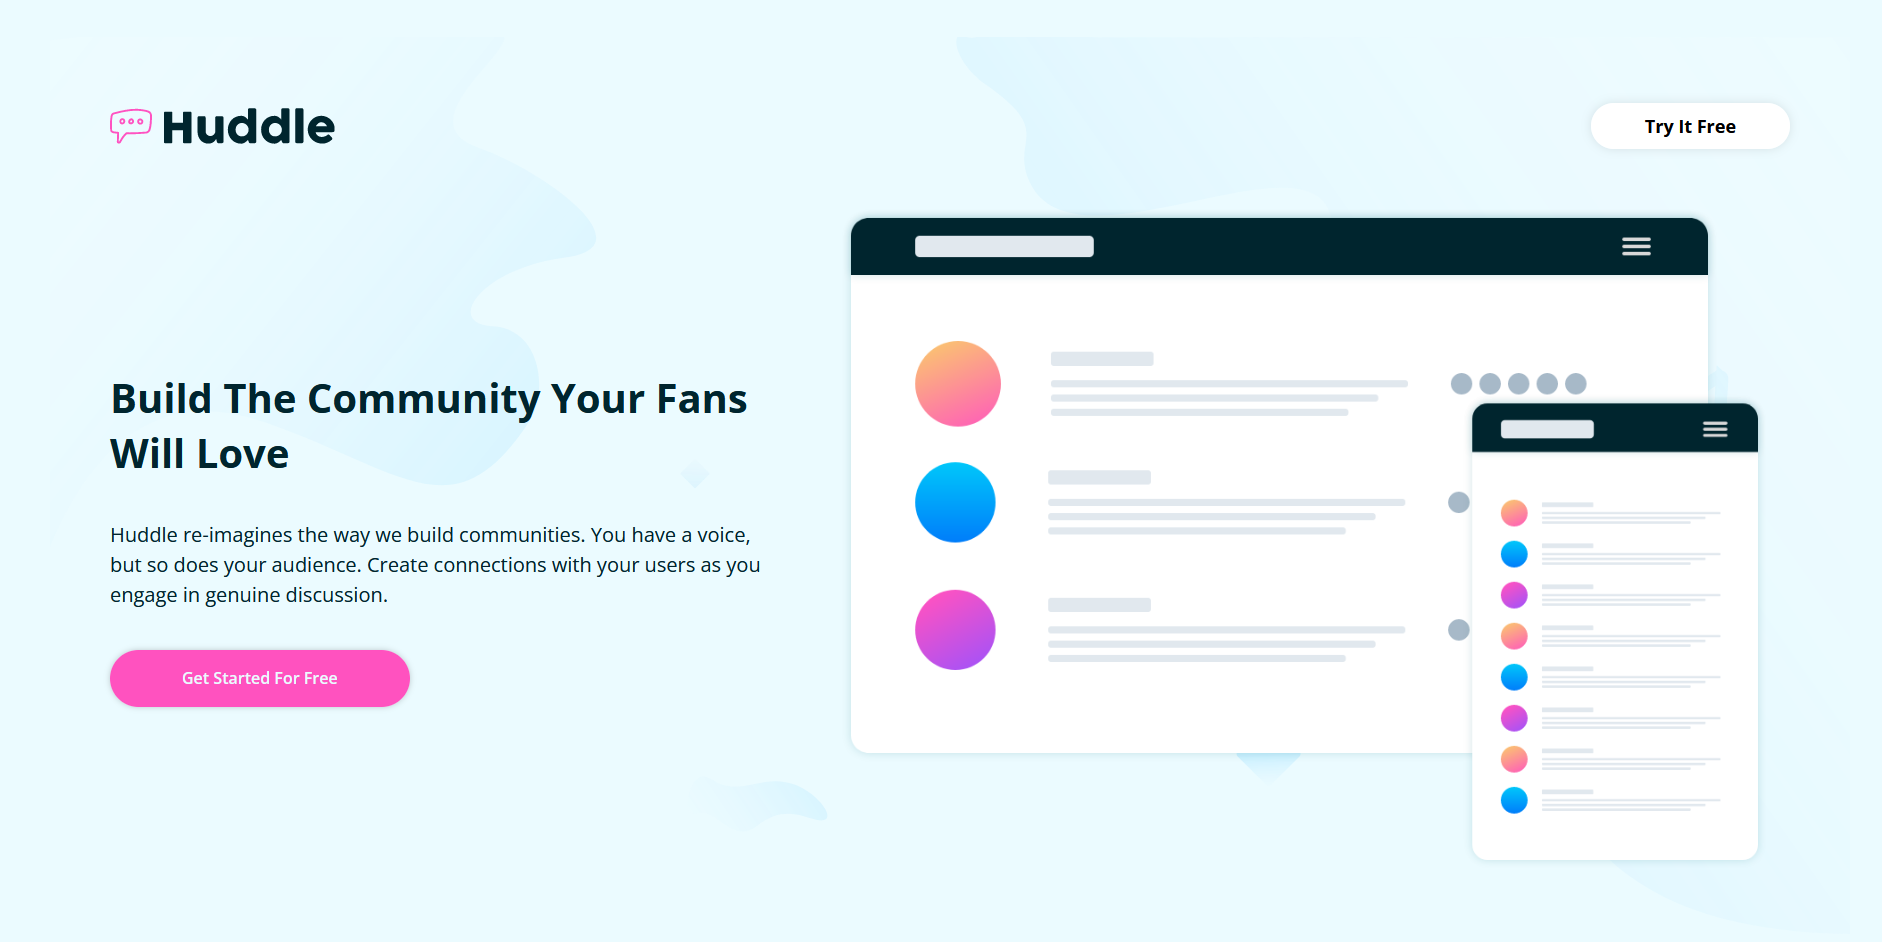 Huddle
Try It Free
Build The Community Your Fans
Will Love
Huddle re-imagines the way we build communities. You have a voice,
but so does your audience. Create connections with your users as you
engage in genuine discussion.
Get Started For Free